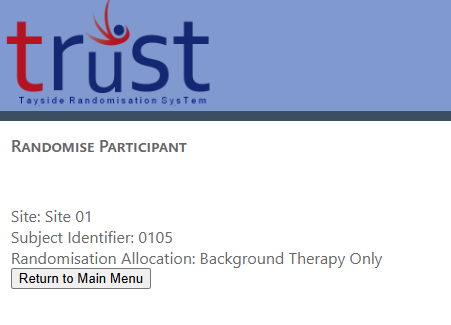 trust
Tayside Randomisation SysTem
Randomise Participant
Site: Site 01
Subject Identifier: 0105
Randomisation Allocation: Background Therapy Only
Return to Main Menu